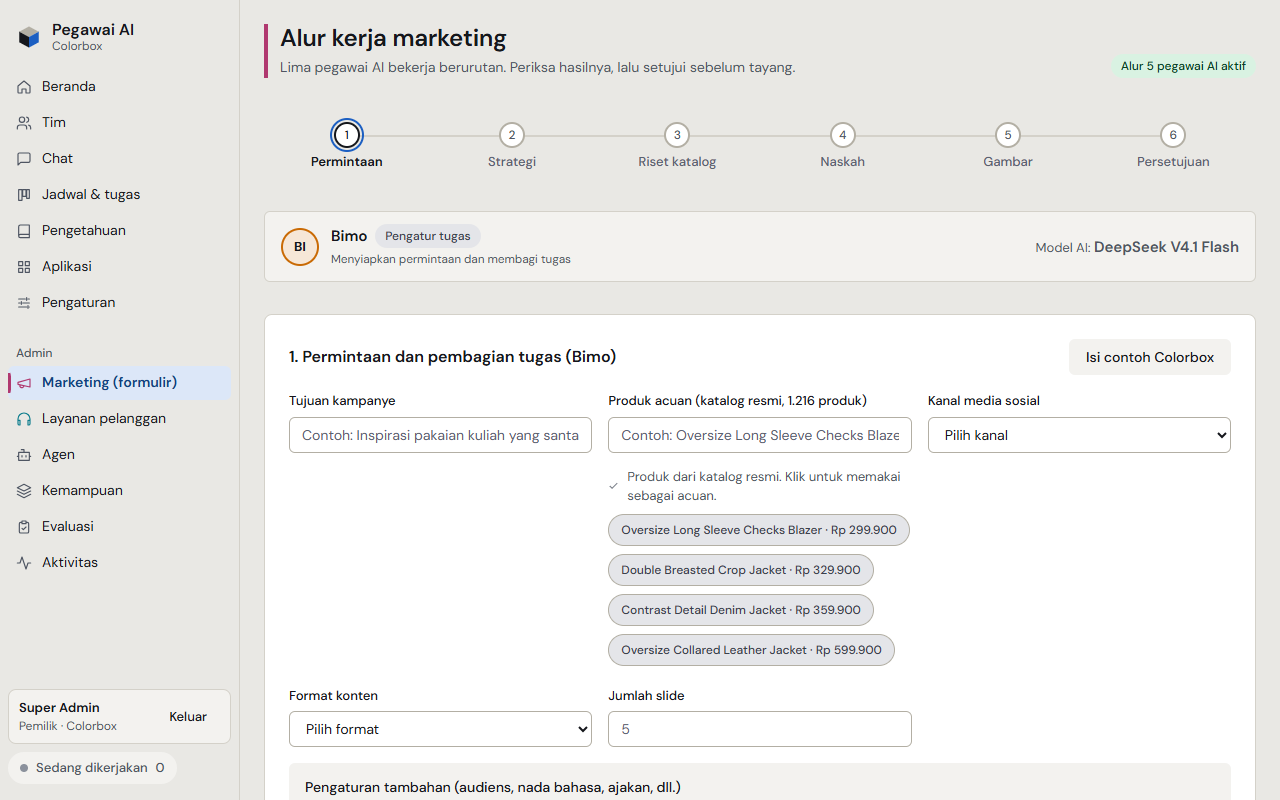 Pegawai AI
Colorbox
Beranda
Tim
Chat
Jadwal & tugas
Pengetahuan
Aplikasi
Pengaturan
Admin
Marketing (formulir)
Layanan pelanggan
Agen
Kemampuan
Evaluasi
Aktivitas
Super Admin
Pemilik · Colorbox
Keluar
Sedang dikerjakan 0
Alur kerja marketing
Lima pegawai AI bekerja berurutan. Periksa hasilnya, lalu setujui sebelum tayang.
Alur 5 pegawai AI aktif
1 2 3 4 5 6
Permintaan Strategi Riset katalog Naskah Gambar Persetujuan
BI
Bimo Pengatur tugas
Menyiapkan permintaan dan membagi tugas
Model AI: DeepSeek V4.1 Flash
1. Permintaan dan pembagian tugas (Bimo)
Isi contoh Colorbox
Tujuan kampanye
Contoh: Inspirasi pakaian kuliah yang santa
Produk acuan (katalog resmi, 1.216 produk)
Contoh: Oversize Long Sleeve Checks Blaze
Produk dari katalog resmi. Klik untuk memakai
sebagai acuan.
Oversize Long Sleeve Checks Blazer · Rp 299.900
Double Breasted Crop Jacket · Rp 329.900
Contrast Detail Denim Jacket · Rp 359.900
Oversize Collared Leather Jacket · Rp 599.900
Kanal media sosial
Pilih kanal
Format konten
Pilih format
Jumlah slide
5
Pengaturan tambahan (audiens, nada bahasa, ajakan, dll.)